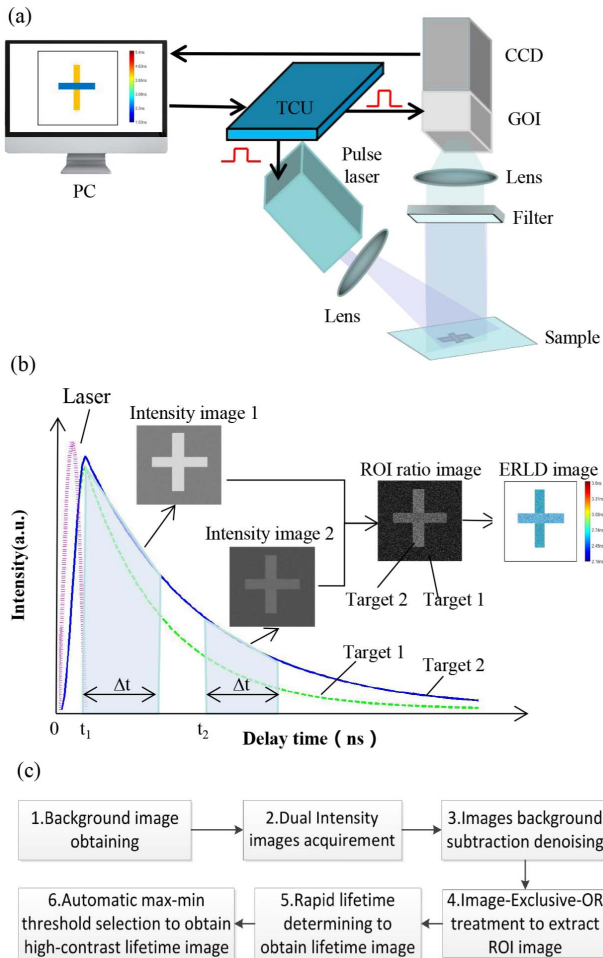 (a)
CCD
TCU
GOI
Pulse
laser
PC
Lens
Filter
Lens
Sample
(b)
Laser
Intensity image 1
ROI ratio image
ERLD image
Intensity image 2
Target 2
Target 1
Target 1
Target 2
Intensity(a.u.)
Δt
Δt
0
t1
t2
Delay time ( ns )
(c)
1.Background image
obtaining
2.Dual Intensity
images acquirement
3.Images background
subtraction denoising
4.Image-Exclusive-OR
treatment to extract
ROI image
5.Rapid lifetime
determining to
obtain lifetime image
6.Automatic max-min
threshold selection to obtain
high-contrast lifetime image